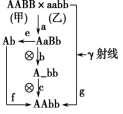 AABB×aabb
(甲) (乙)
a
Ab e AaBb
⊗ b
γ射线
A_bb
⊗ c
f g
AAbb